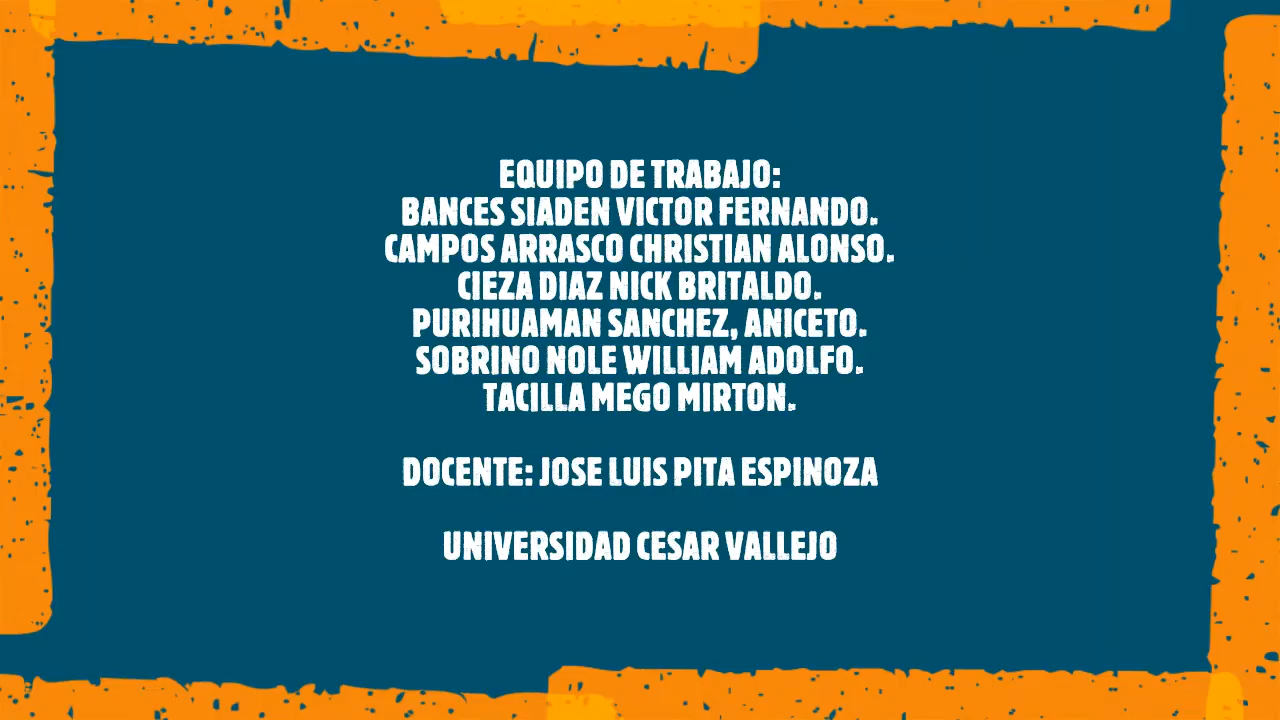 EQUIPO DE TRABAJO:
BANCES SIADEN VICTOR FERNANDO.
CAMPOS ARRASCO CHRISTIAN ALONSO.
CIEZA DIAZ NICK BRITALDO.
PURIHUAMAN SANCHEZ, ANICETO.
SOBRINO NOLE WILLIAM ADOLFO.
TACILLA MEGO MIRTON.
DOCENTE: JOSE LUIS PITA ESPINOZA
UNIVERSIDAD CESAR VALLEJO